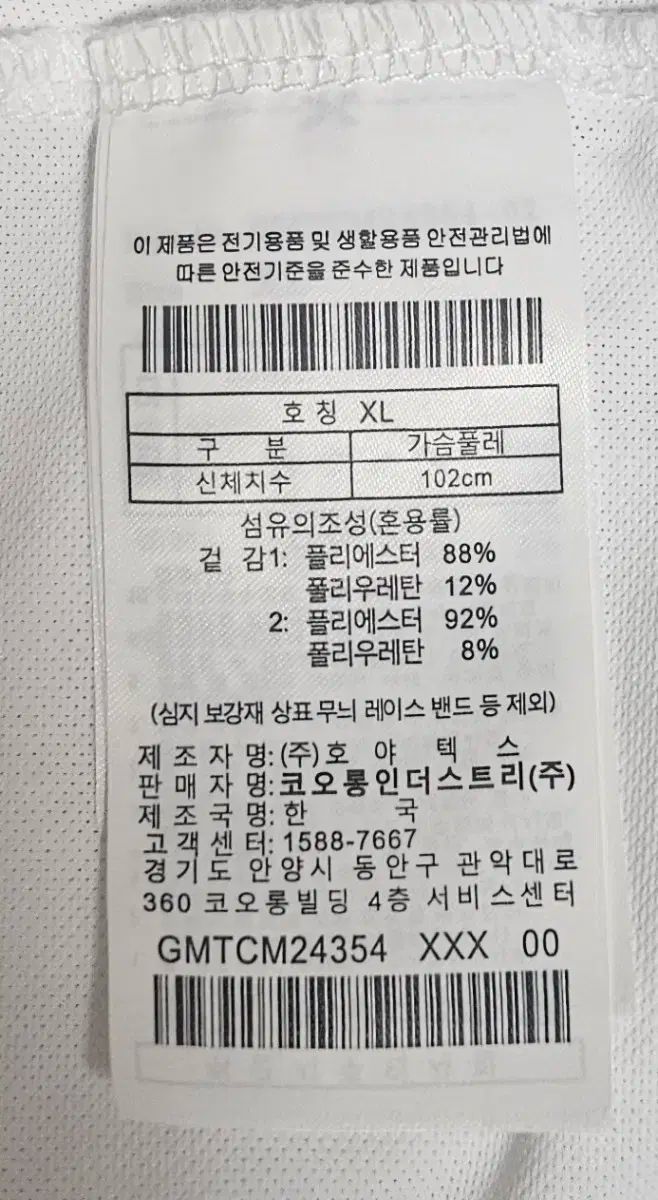 이 제품은 전기용품 및 생활용품 안전관리법에
따른 안전기준을 준수한 제품입니다
호 칭 XL
구 분 가슴둘레
신체치수 102cm
섬유의조성(혼용률)
겉 감1: 폴리에스터 88%
폴리우레탄 12%
2: 폴리에스터 92%
폴리우레탄 8%
(심지 보강재 상표 무늬 레이스 밴드 등 제외)
제 조 자 명: (주)호 야 텍 스
판 매 자 명: 코오롱인더스트리(주)
제 조 국 명: 한 국
고 객 센 터: 1588-7667
경기도 안양시 동안구 관악대로
360 코오롱빌딩 4층 서비스센터
GMTCM24354 XXX 00